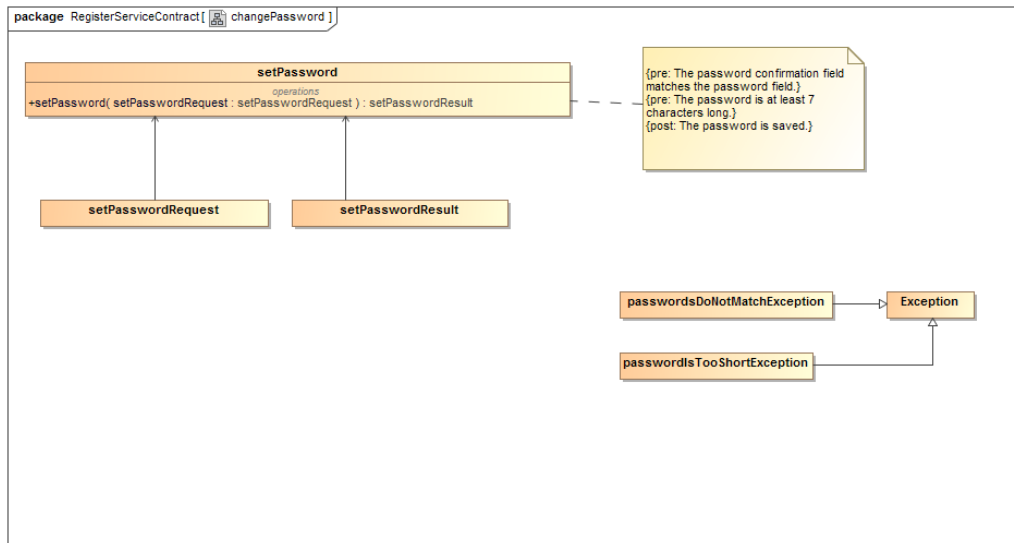 package RegisterServiceContract [ changePassword ]
setPassword
operations
+setPassword( setPasswordRequest : setPasswordRequest ) : setPasswordResult
{pre: The password confirmation field
matches the password field.}
{pre: The password is at least 7
characters long.}
{post: The password is saved.}
setPasswordRequest
setPasswordResult
passwordsDoNotMatchException
Exception
passwordIsTooShortException